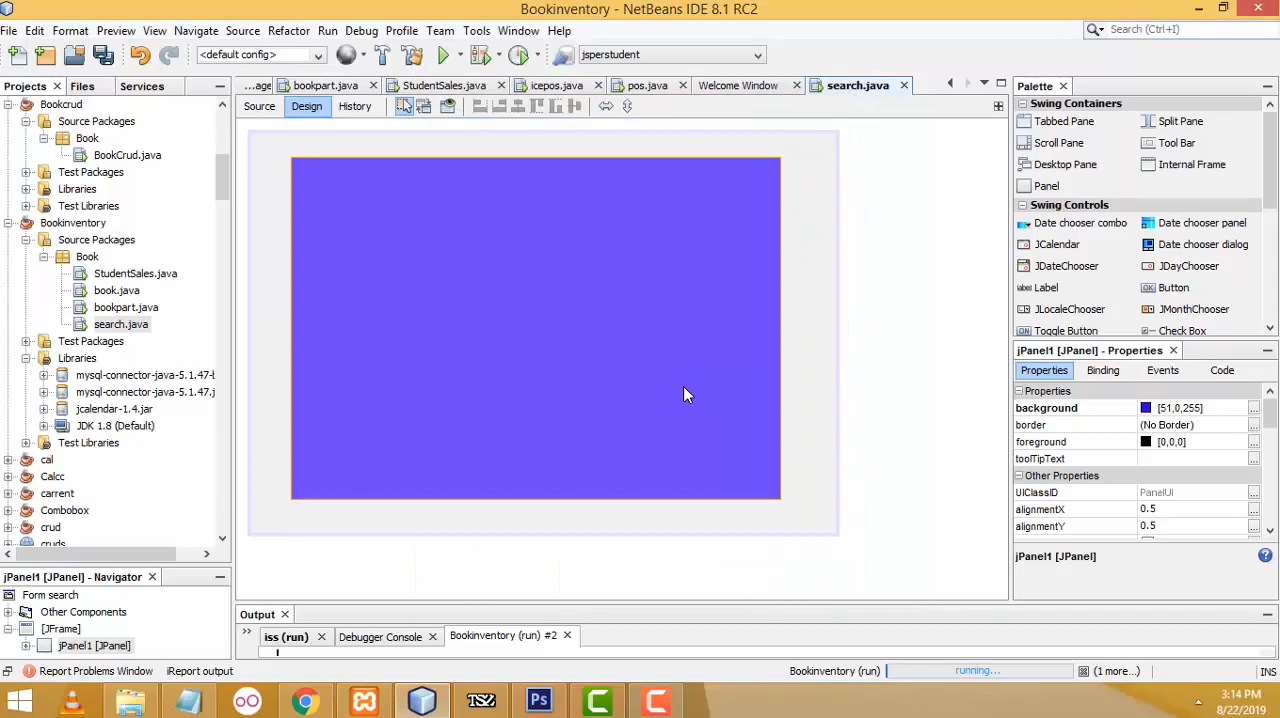 Bookinventory - NetBeans IDE 8.1 RC2
File Edit Format Preview View Navigate Source Refactor Run Debug Profile Team Tools Window Help
Search (Ctrl+I)
<default config>
jsperstudent
Projects Files Services
...age bookpart.java StudentSales.java icepos.java pos.java Welcome Window search.java
Source Design History
Bookcrud
Source Packages
Book
BookCrud.java
Test Packages
Libraries
Test Libraries
Bookinventory
Source Packages
Book
StudentSales.java
book.java
bookpart.java
search.java
Test Packages
Libraries
mysql-connector-java-5.1.47-b
mysql-connector-java-5.1.47.j
jcalendar-1.4.jar
JDK 1.8 (Default)
Test Libraries
cal
Calcc
carrent
Combobox
crud
cruds
jPanel1 [JPanel] - Navigator
Form search
Other Components
[JFrame]
jPanel1 [JPanel]
Palette
Swing Containers
Tabbed Pane Split Pane
Scroll Pane Tool Bar
Desktop Pane Internal Frame
Panel
Swing Controls
Date chooser combo Date chooser panel
JCalendar Date chooser dialog
JDateChooser JDayChooser
label Label OK Button
JLocaleChooser JMonthChooser
ON Toggle Button Check Box
jPanel1 [JPanel] - Properties
Properties Binding Events Code
Properties
background [51,0,255] ...
border (No Border) ...
foreground [0,0,0] ...
toolTipText ...
Other Properties
UIClassID PanelUI ...
alignmentX 0.5 ...
alignmentY 0.5 ...
jPanel1 [JPanel]
Output
iss (run) Debugger Console Bookinventory (run) #2
Report Problems Window iReport output
Bookinventory (run) running... (1 more...) INS
TSZ Ps C C
3:14 PM
8/22/2019